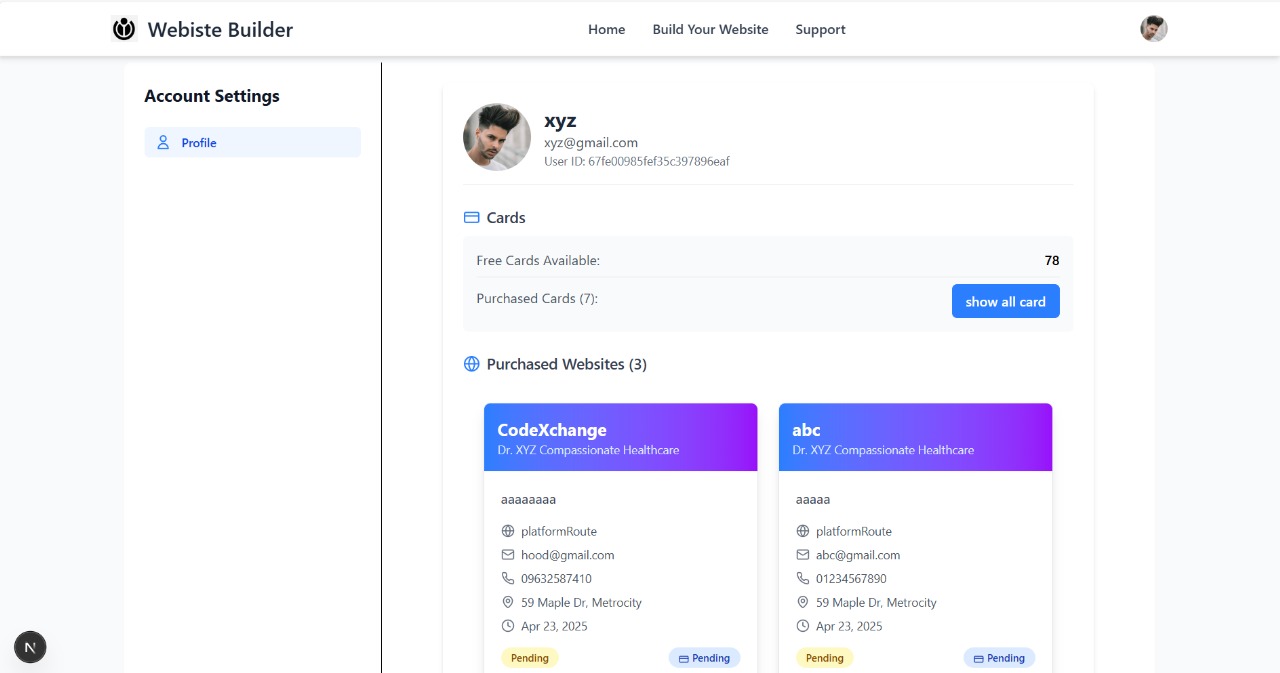 Webiste Builder
Home
Build Your Website
Support
Account Settings
Profile
xyz
xyz@gmail.com
User ID: 67fe00985fef35c397896eaf
Cards
Free Cards Available: 78
Purchased Cards (7): show all card
Purchased Websites (3)
CodeXchange
Dr. XYZ Compassionate Healthcare
aaaaaaaa
platformRoute
hood@gmail.com
09632587410
59 Maple Dr, Metrocity
Apr 23, 2025
Pending Pending
abc
Dr. XYZ Compassionate Healthcare
aaaaa
platformRoute
abc@gmail.com
01234567890
59 Maple Dr, Metrocity
Apr 23, 2025
Pending Pending
N